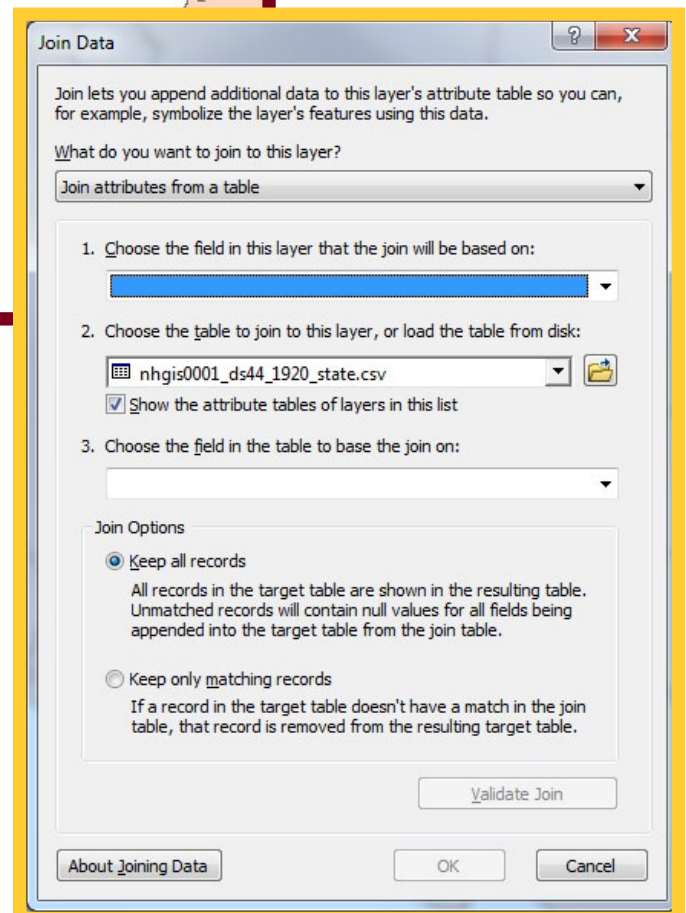 Join Data
Join lets you append additional data to this layer's attribute table so you can,
for example, symbolize the layer's features using this data.
What do you want to join to this layer?
Join attributes from a table
1. Choose the field in this layer that the join will be based on:
2. Choose the table to join to this layer, or load the table from disk:
nhgis0001_ds44_1920_state.csv
Show the attribute tables of layers in this list
3. Choose the field in the table to base the join on:
Join Options
Keep all records
All records in the target table are shown in the resulting table.
Unmatched records will contain null values for all fields being
appended into the target table from the join table.
Keep only matching records
If a record in the target table doesn't have a match in the join
table, that record is removed from the resulting target table.
Validate Join
About Joining Data
OK
Cancel